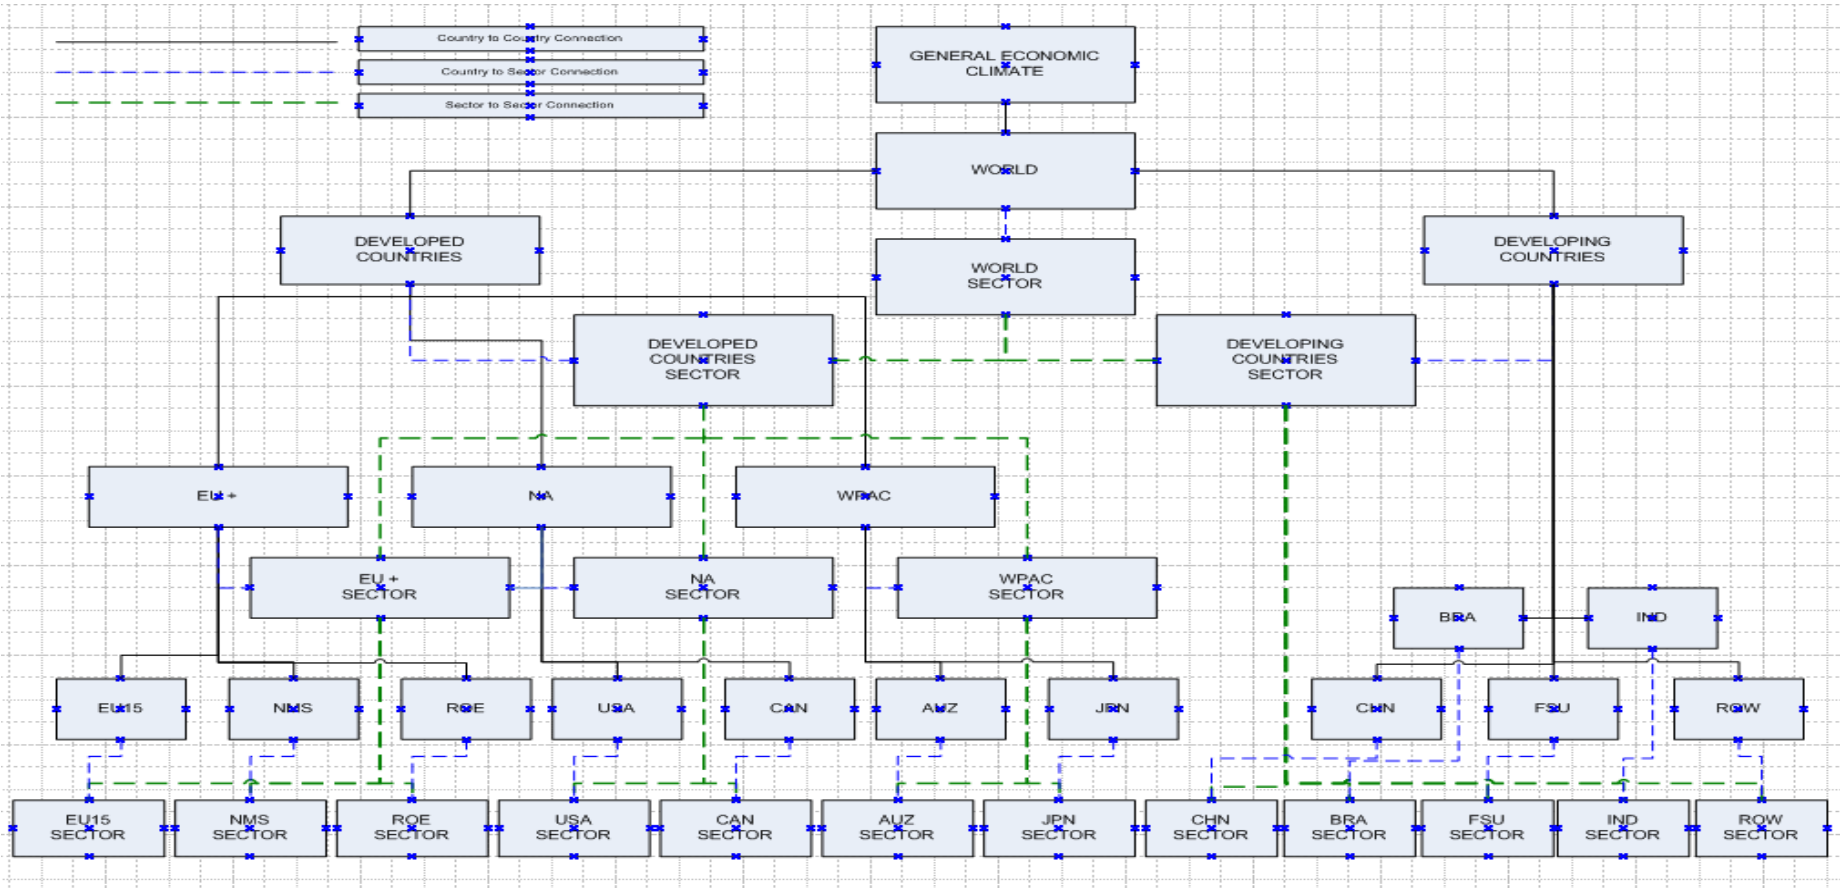 Country to Country Connection
Country to Sector Connection
Sector to Sector Connection
GENERAL ECONOMIC
CLIMATE
WORLD
DEVELOPED
COUNTRIES
WORLD
SECTOR
DEVELOPING
COUNTRIES
DEVELOPED
COUNTRIES
SECTOR
DEVELOPING
COUNTRIES
SECTOR
EU +
NA
WPAC
EU +
SECTOR
NA
SECTOR
WPAC
SECTOR
BRA
IND
EU15
NMS
ROE
USA
CAN
AUZ
JPN
CHN
FSU
ROW
EU15
SECTOR
NMS
SECTOR
ROE
SECTOR
USA
SECTOR
CAN
SECTOR
AUZ
SECTOR
JPN
SECTOR
CHN
SECTOR
BRA
SECTOR
FSU
SECTOR
IND
SECTOR
ROW
SECTOR